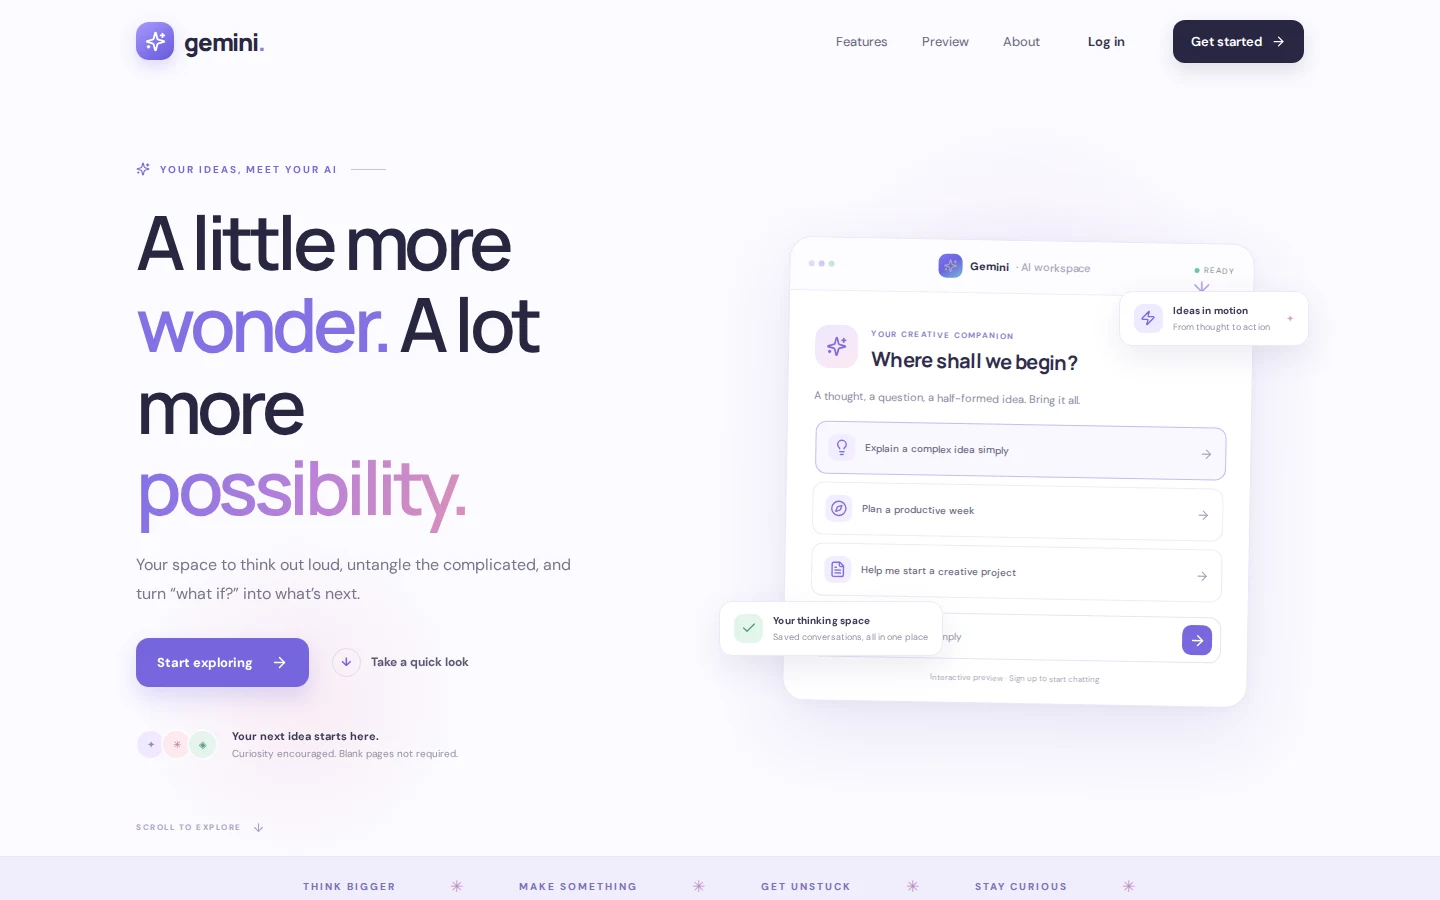 gemini.
Features
Preview
About
Log in
Get started
YOUR IDEAS, MEET YOUR AI
A little more
wonder. A lot
more
possibility.
Your space to think out loud, untangle the complicated, and
turn “what if?” into what’s next.
Start exploring
Take a quick look
Your next idea starts here.
Curiosity encouraged. Blank pages not required.
SCROLL TO EXPLORE
Gemini · AI workspace
READY
Ideas in motion
From thought to action
YOUR CREATIVE COMPANION
Where shall we begin?
A thought, a question, a half-formed idea. Bring it all.
Explain a complex idea simply
Plan a productive week
Help me start a creative project
Your thinking space
Saved conversations, all in one place
Interactive preview · Sign up to start chatting
THINK BIGGER
MAKE SOMETHING
GET UNSTUCK
STAY CURIOUS